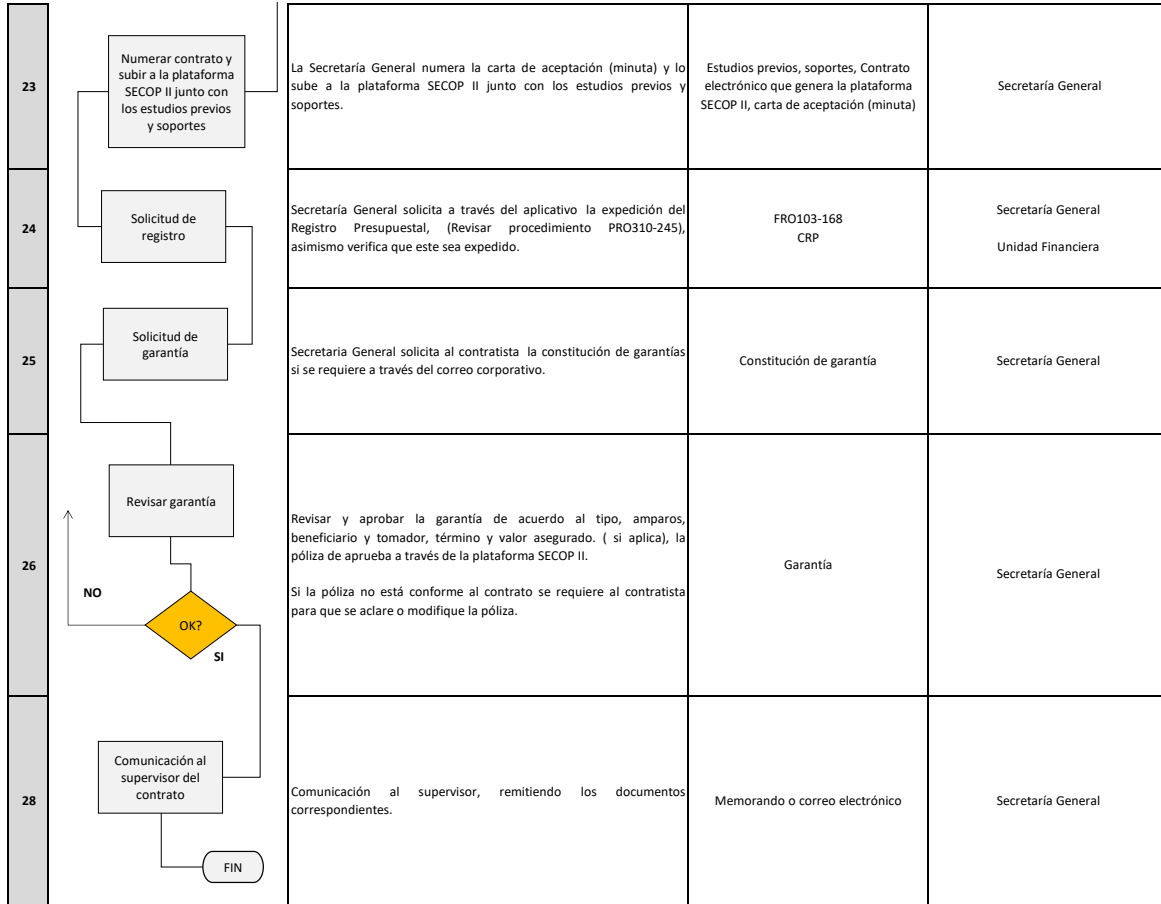 23
Numerar contrato y
subir a la plataforma
SECOP II junto con
los estudios previos
y soportes
La Secretaría General numera la carta de aceptación (minuta) y lo
sube a la plataforma SECOP II junto con los estudios previos y
soportes.
Estudios previos, soportes, Contrato
electrónico que genera la plataforma
SECOP II, carta de aceptación (minuta)
Secretaría General
24
Solicitud de
registro
Secretaría General solicita a través del aplicativo la expedición del
Registro Presupuestal, (Revisar procedimiento PRO310-245),
asimismo verifica que este sea expedido.
FRO103-168
CRP
Secretaría General
Unidad Financiera
25
Solicitud de
garantía
Secretaria General solicita al contratista la constitución de garantías
si se requiere a través del correo corporativo.
Constitución de garantía
Secretaría General
26
Revisar garantía
NO
OK?
SI
Revisar y aprobar la garantía de acuerdo al tipo, amparos,
beneficiario y tomador, término y valor asegurado. ( si aplica), la
póliza de aprueba a través de la plataforma SECOP II.
Si la póliza no está conforme al contrato se requiere al contratista
para que se aclare o modifique la póliza.
Garantía
Secretaría General
28
Comunicación al
supervisor del
contrato
FIN
Comunicación al supervisor, remitiendo los documentos
correspondientes.
Memorando o correo electrónico
Secretaría General